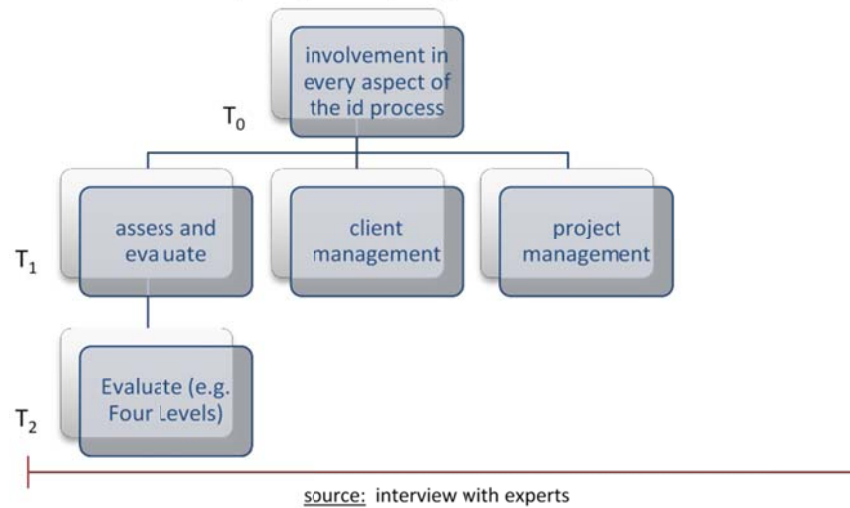 involvement in
every aspect of
the id process
T₀
assess and
evaluate
client
management
project
management
T₁
Evaluate (e.g.
Four Levels)
T₂
source: interview with experts